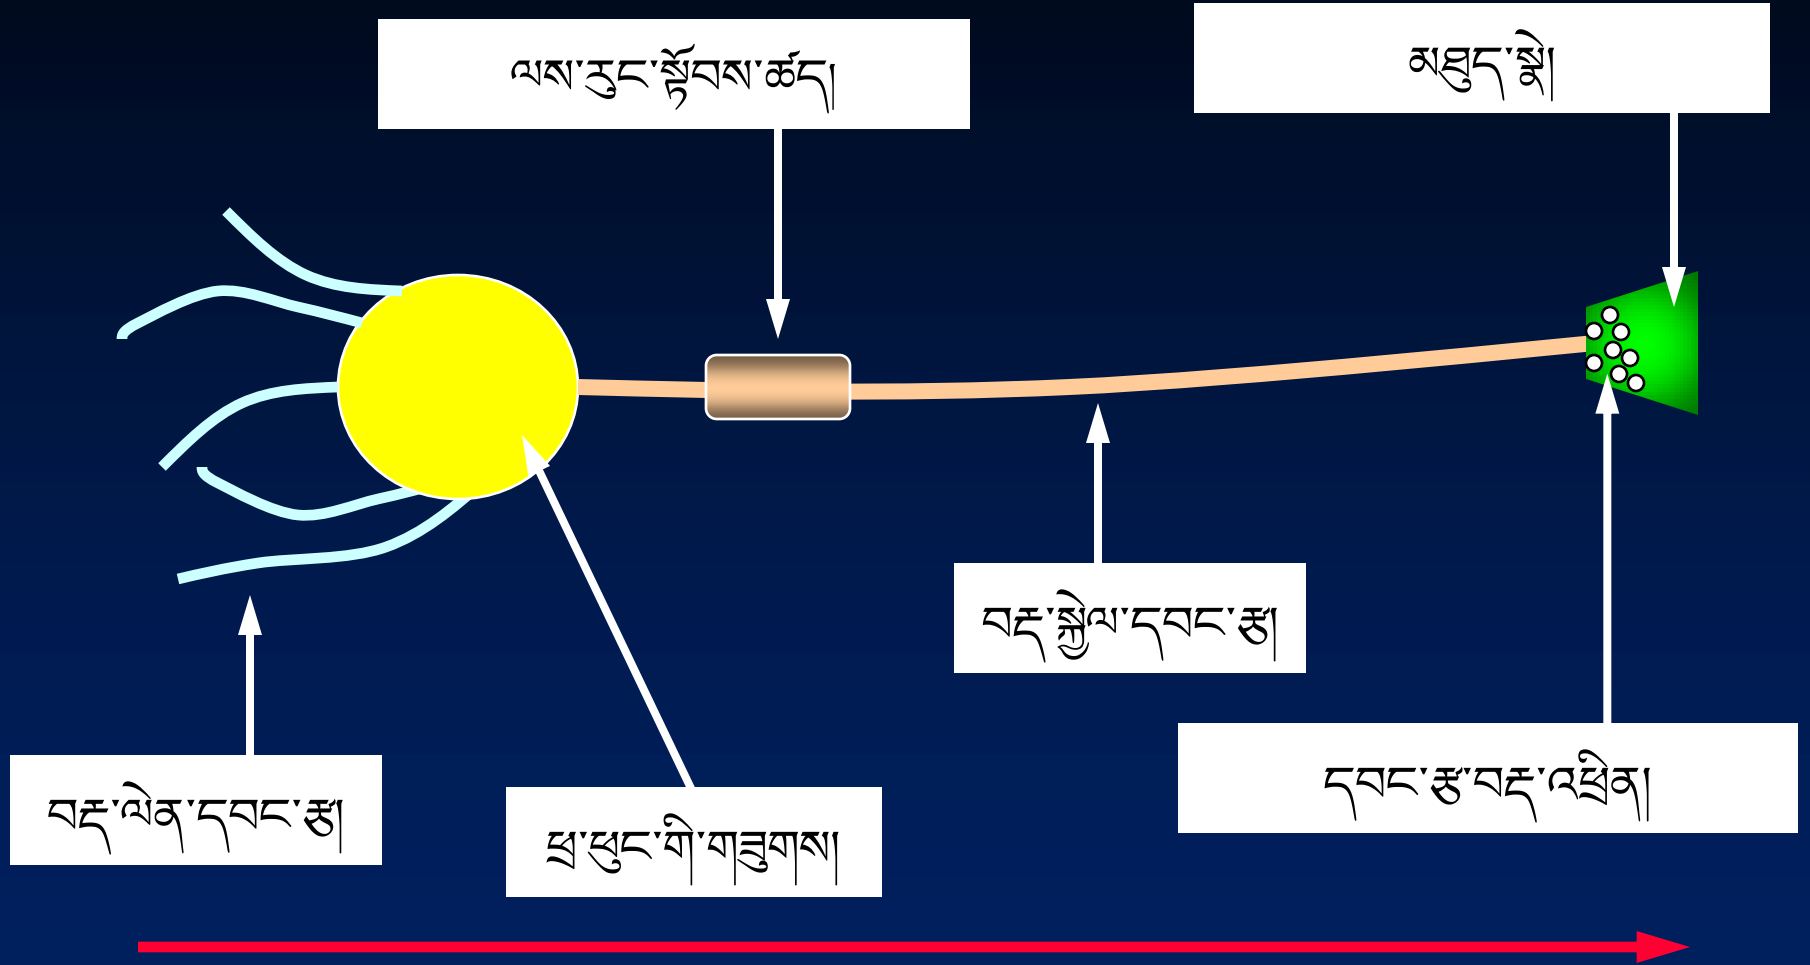 ལས་རུང་སྟོབས་ཚད།
མཐུད་སྣེ།
བརྡ་སྐྱེལ་དབང་རྩ།
དབང་རྩ་བརྡ་འཕྲིན།
བརྡ་ལེན་དབང་རྩ།
ཕྲ་ཕུང་གི་གཟུགས།